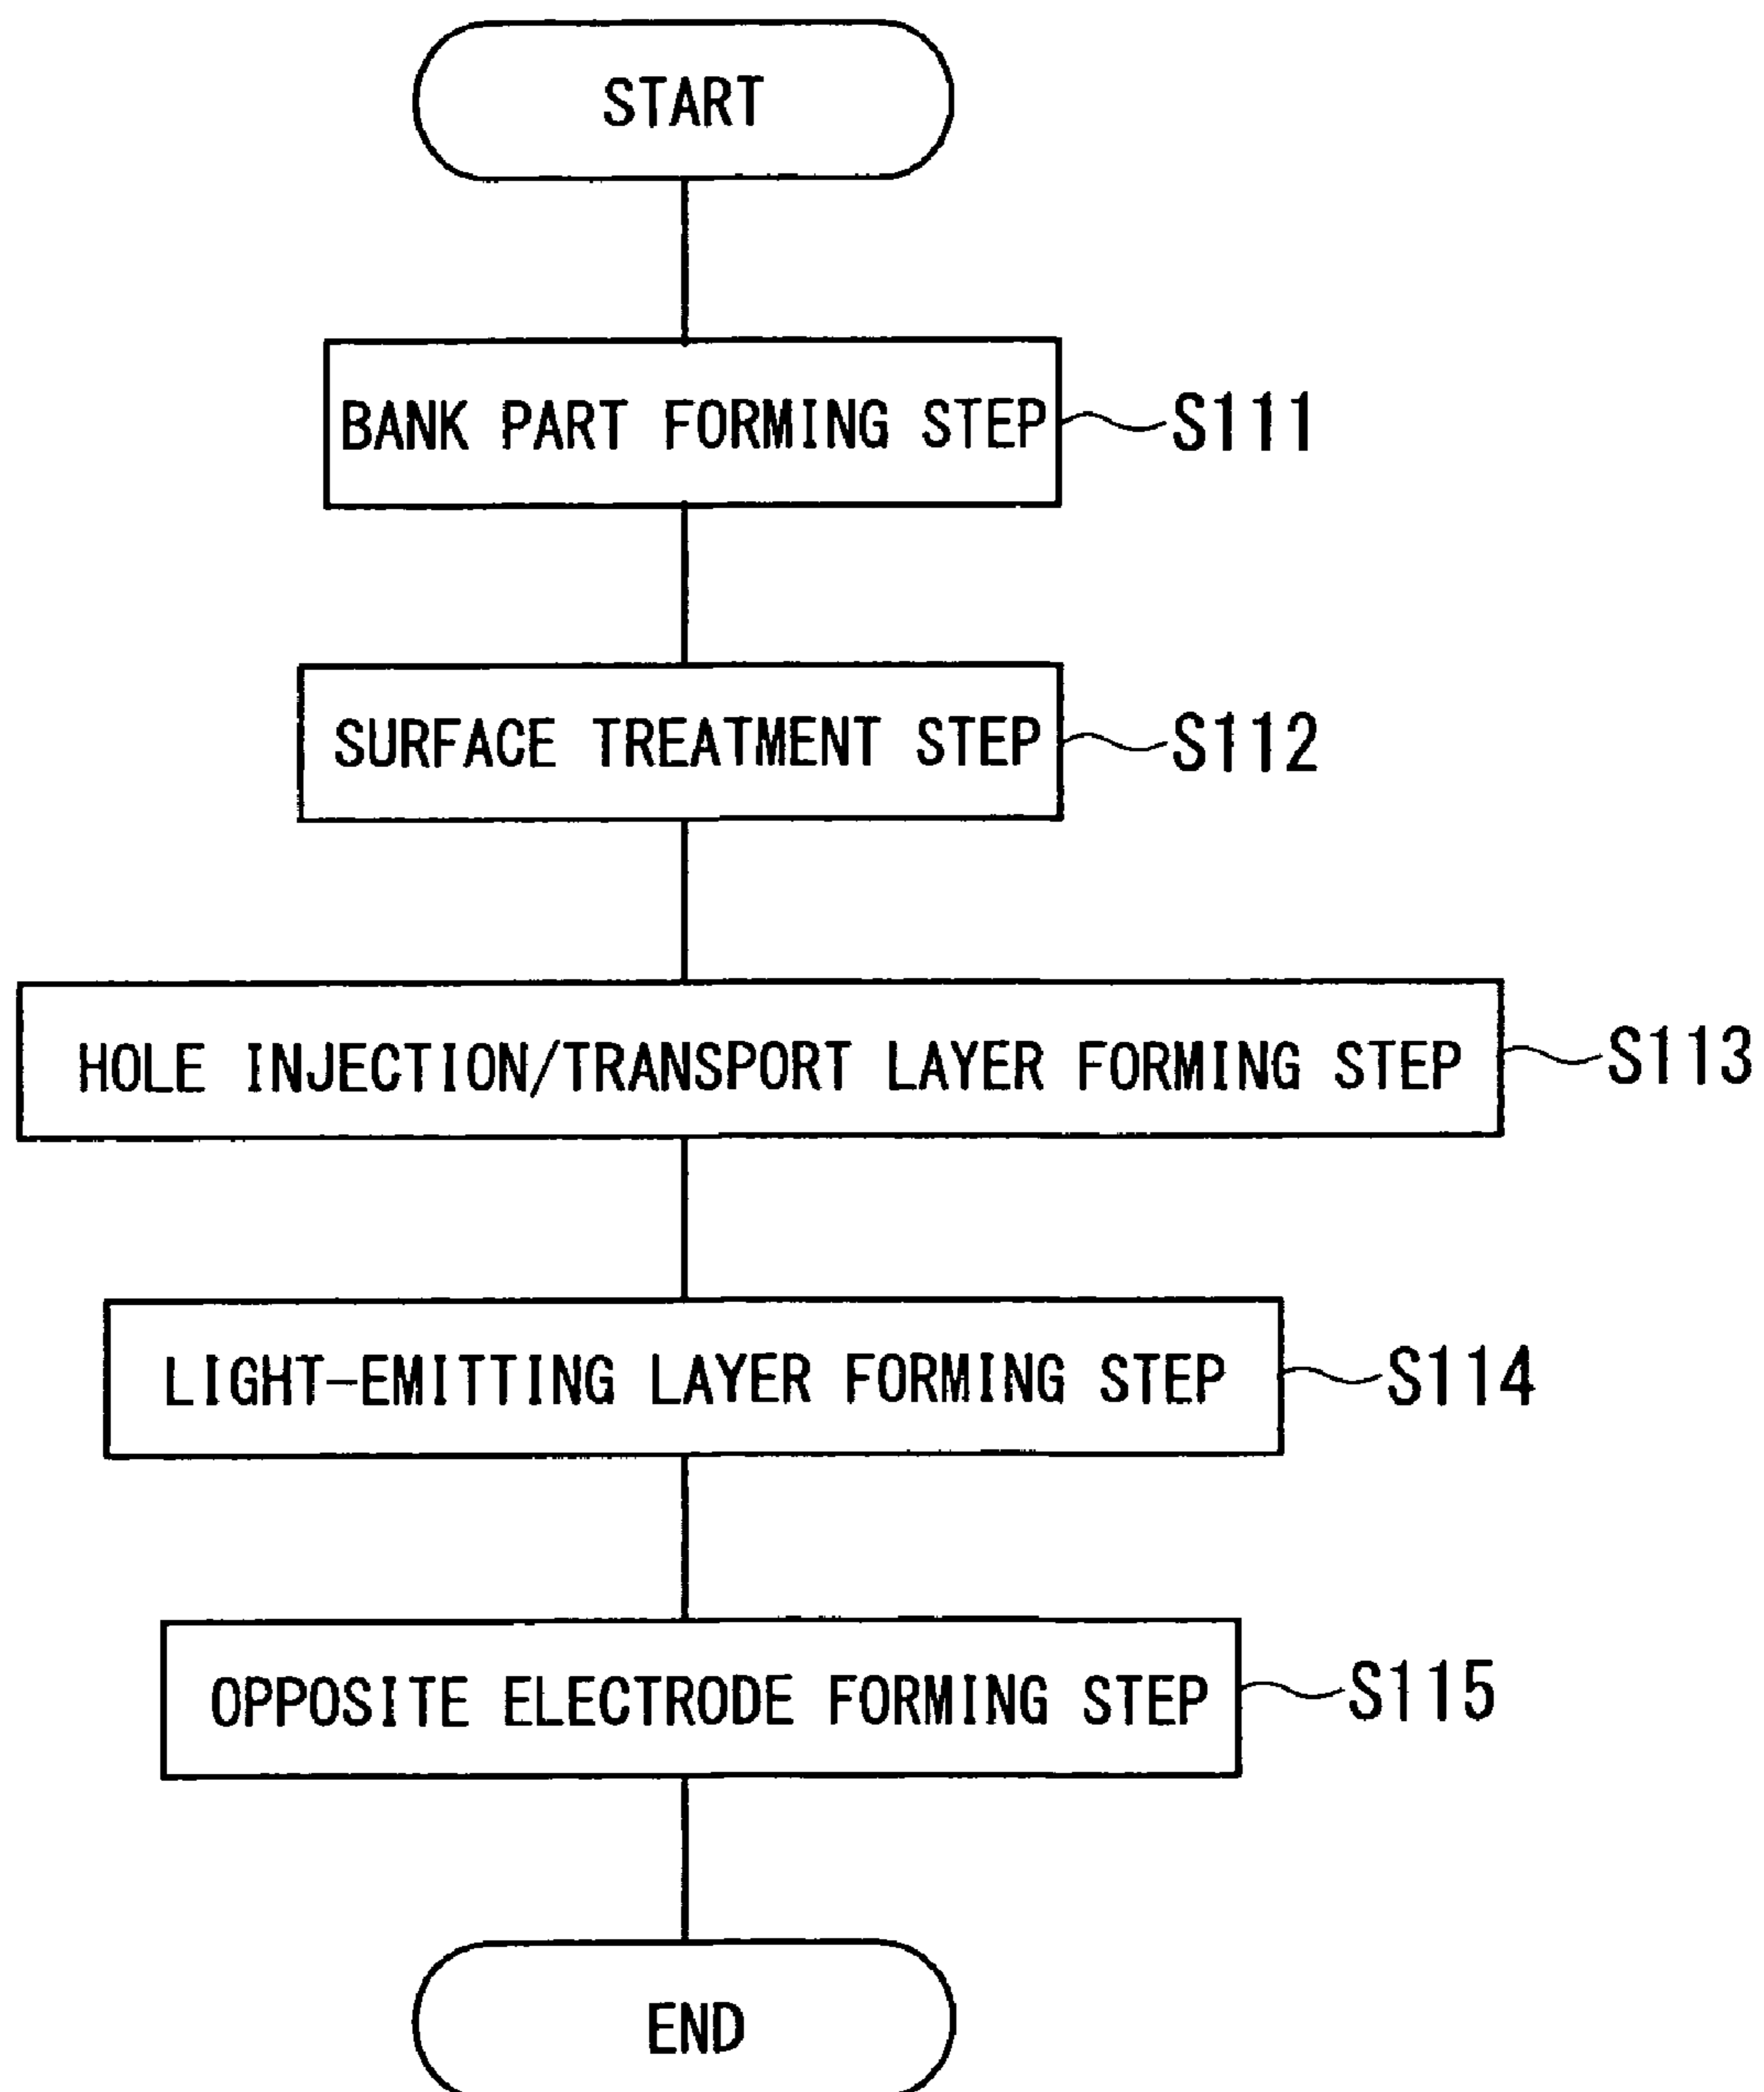 START
BANK PART FORMING STEP
S111
SURFACE TREATMENT STEP
S112
HOLE INJECTION/TRANSPORT LAYER FORMING STEP
S113
LIGHT-EMITTING LAYER FORMING STEP
S114
OPPOSITE ELECTRODE FORMING STEP
S115
END